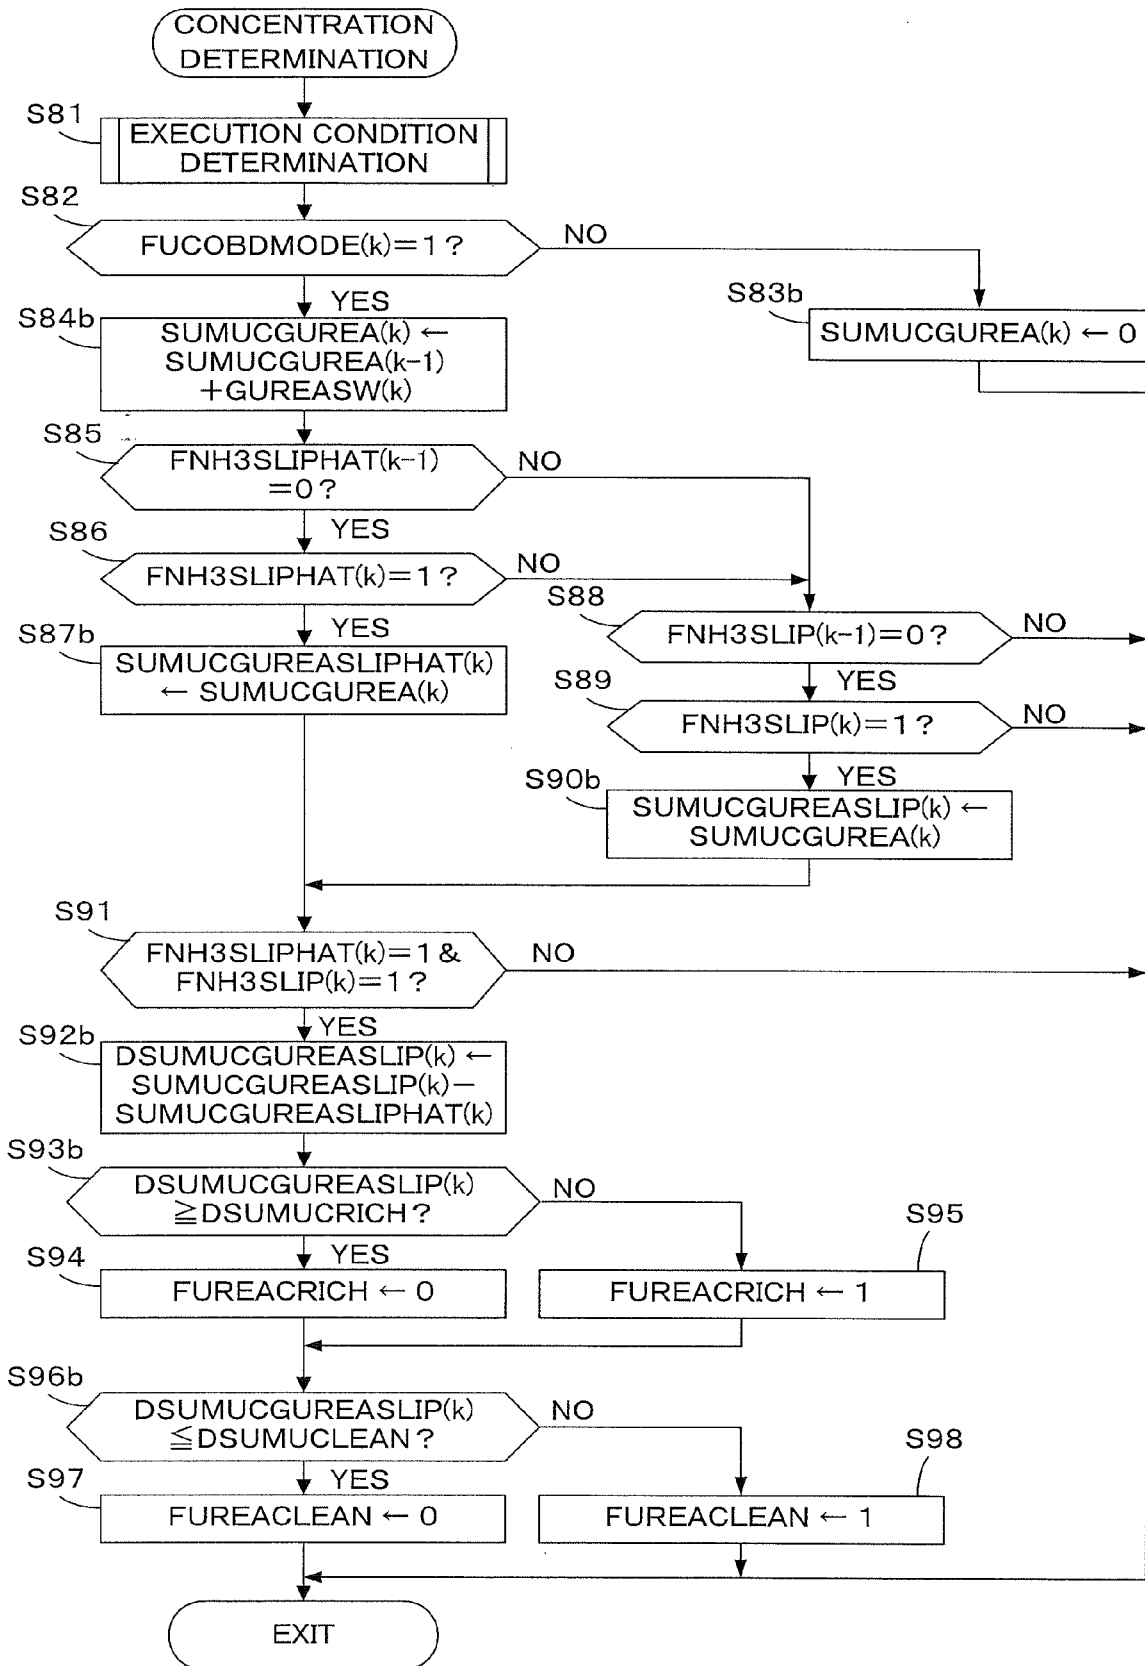 CONCENTRATION
DETERMINATION
S81
EXECUTION CONDITION
DETERMINATION
S82
FUCOBDMODE(k)=1?
NO
YES
S83b
SUMUCGUREA(k) ← 0
S84b
SUMUCGUREA(k) ←
SUMUCGUREA(k-1)
+GUREASW(k)
S85
FNH3SLIPHAT(k-1)
=0?
NO
YES
S86
FNH3SLIPHAT(k)=1?
NO
YES
S87b
SUMUCGUREASLIPHAT(k)
← SUMUCGUREA(k)
S88
FNH3SLIP(k-1)=0?
NO
YES
S89
FNH3SLIP(k)=1?
NO
YES
S90b
SUMUCGUREASLIP(k) ←
SUMUCGUREA(k)
S91
FNH3SLIPHAT(k)=1 &
FNH3SLIP(k)=1?
NO
YES
S92b
DSUMUCGUREASLIP(k) ←
SUMUCGUREASLIP(k)−
SUMUCGUREASLIPHAT(k)
S93b
DSUMUCGUREASLIP(k)
≧DSUMUCRICH?
NO
YES
S94
FUREACRICH ← 0
S95
FUREACRICH ← 1
S96b
DSUMUCGUREASLIP(k)
≦DSUMUCLEAN?
NO
YES
S97
FUREACLEAN ← 0
S98
FUREACLEAN ← 1
EXIT